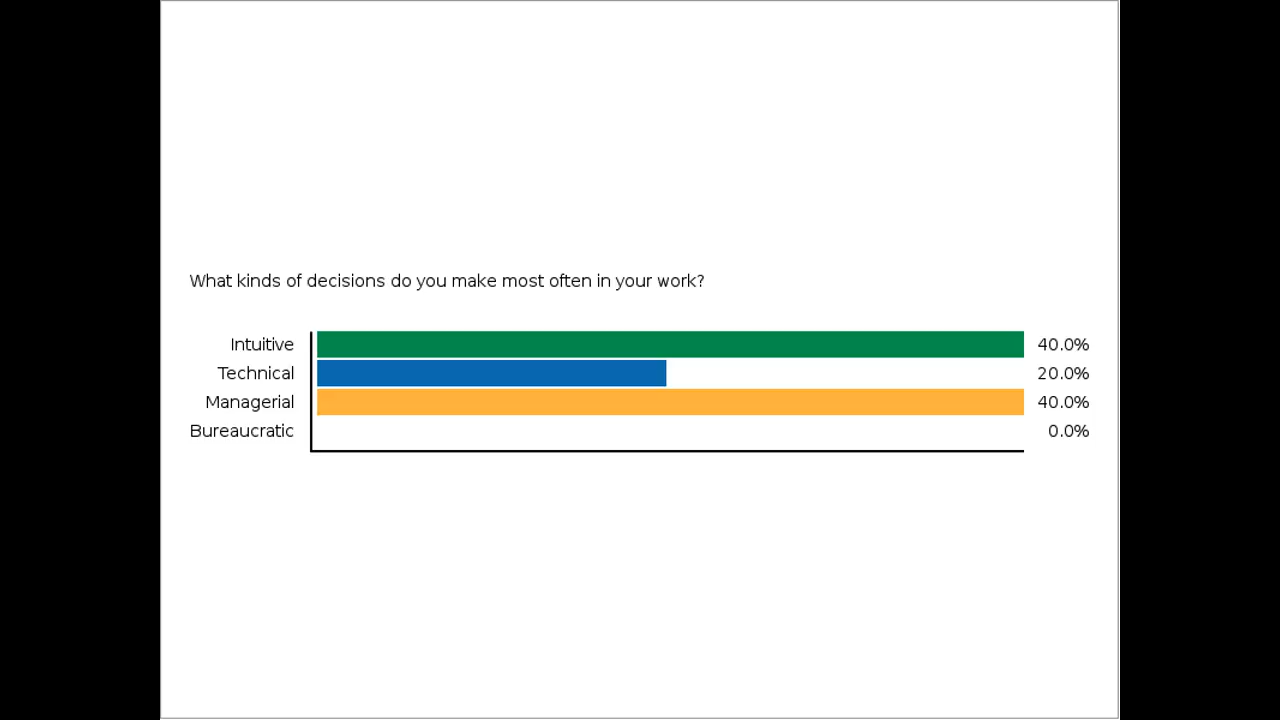 What kinds of decisions do you make most often in your work?
Intuitive 40.0%
Technical 20.0%
Managerial 40.0%
Bureaucratic 0.0%